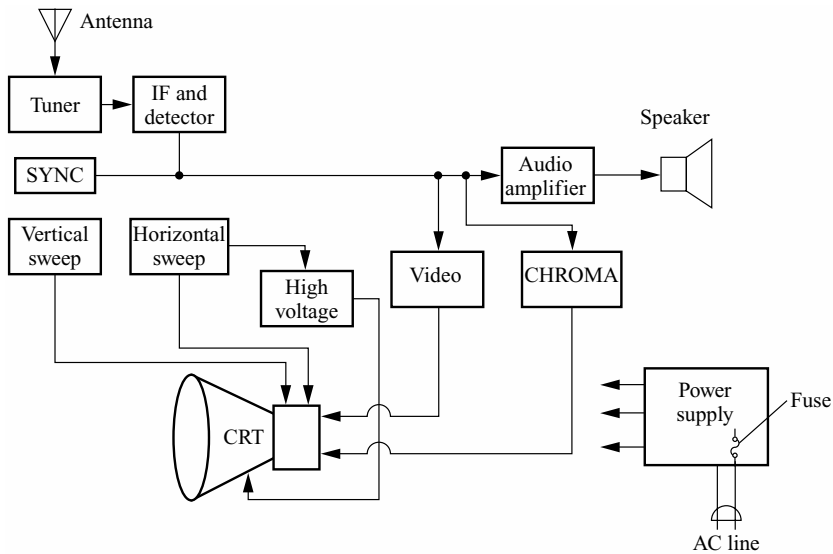 Antenna
Tuner
IF and
detector
Speaker
SYNC
Audio
amplifier
Vertical
sweep
Horizontal
sweep
High
voltage
Video
CHROMA
CRT
Power
supply
Fuse
AC line